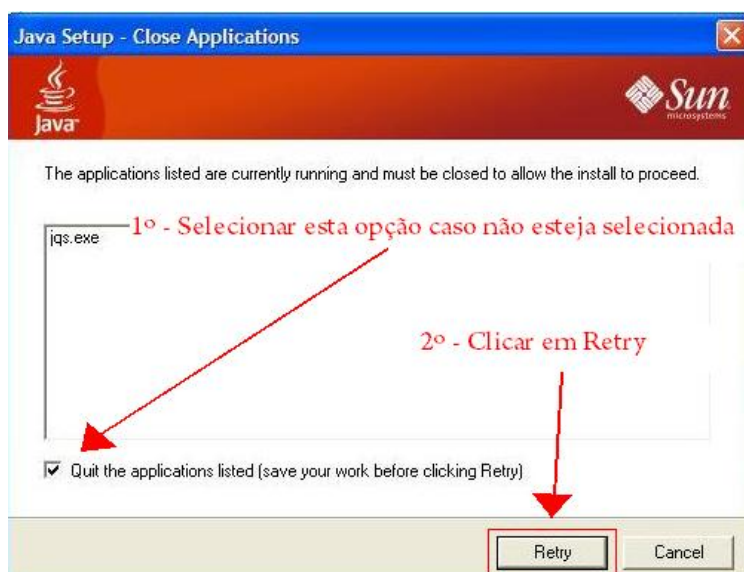 Java Setup - Close Applications
Java
Sun
microsystems
The applications listed are currently running and must be closed to allow the install to proceed.
1º - Selecionar esta opção caso não esteja selecionada
jqs.exe
2º - Clicar em Retry
Quit the applications listed (save your work before clicking Retry)
Retry
Cancel